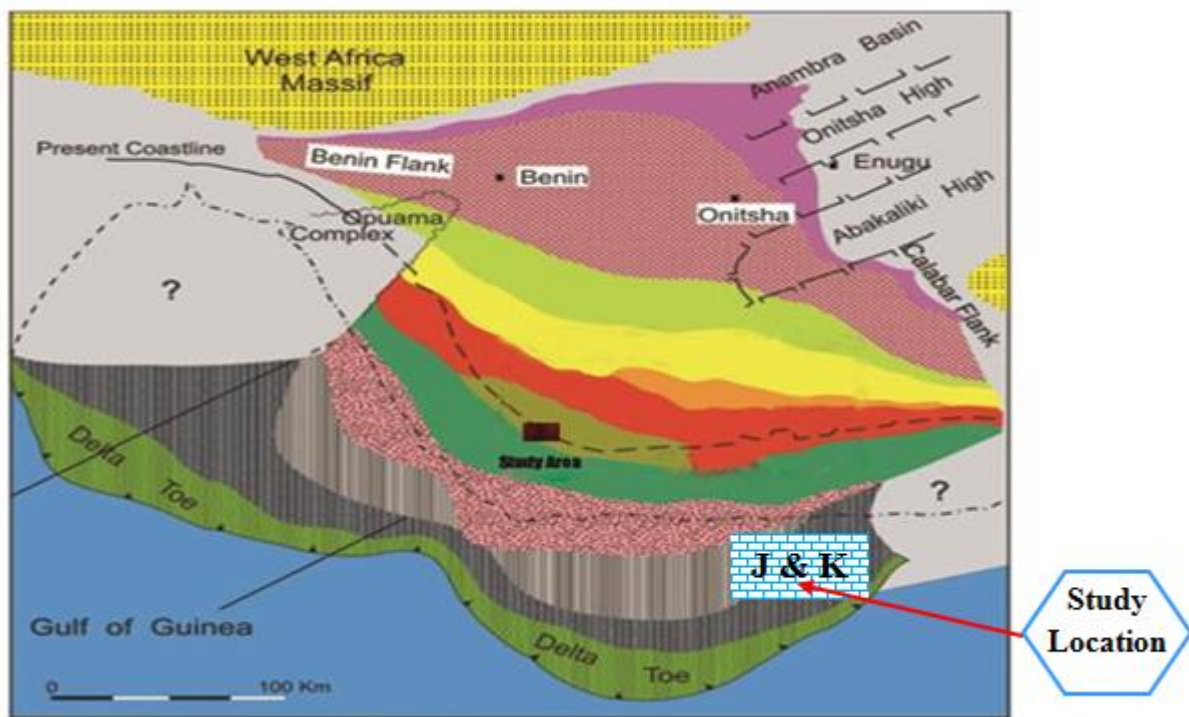 West Africa
Massif
Anambra Basin
Onitsha High
Present Coastline
Benin Flank
Benin
Enugu
Onitsha
Abakaliki High
Opuama
Complex
Calabar Flank
?
Study Area
Delta
Toe
?
J & K
Study
Location
Gulf of Guinea
Delta
Toe
0
100 Km